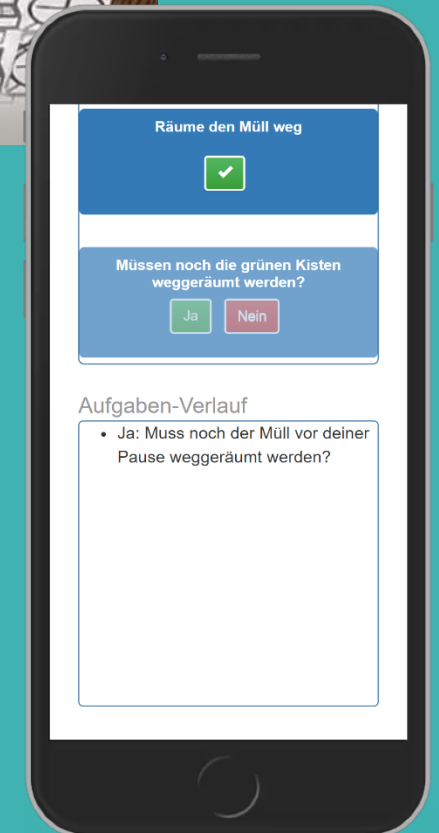 Räume den Müll weg
Müssen noch die grünen Kisten
weggeräumt werden?
Ja
Nein
Aufgaben-Verlauf
• Ja: Muss noch der Müll vor deiner
Pause weggeräumt werden?